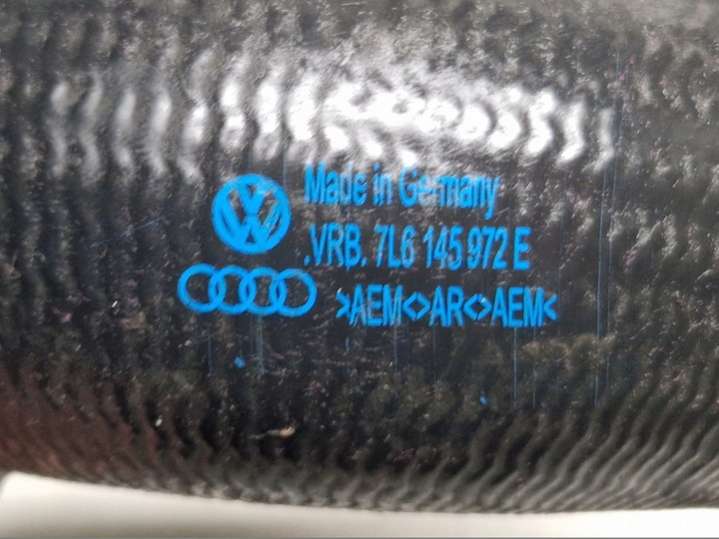 Made in Germany
.VRB. 7L6 145 972 E
>AEM<>AR<>AEM<